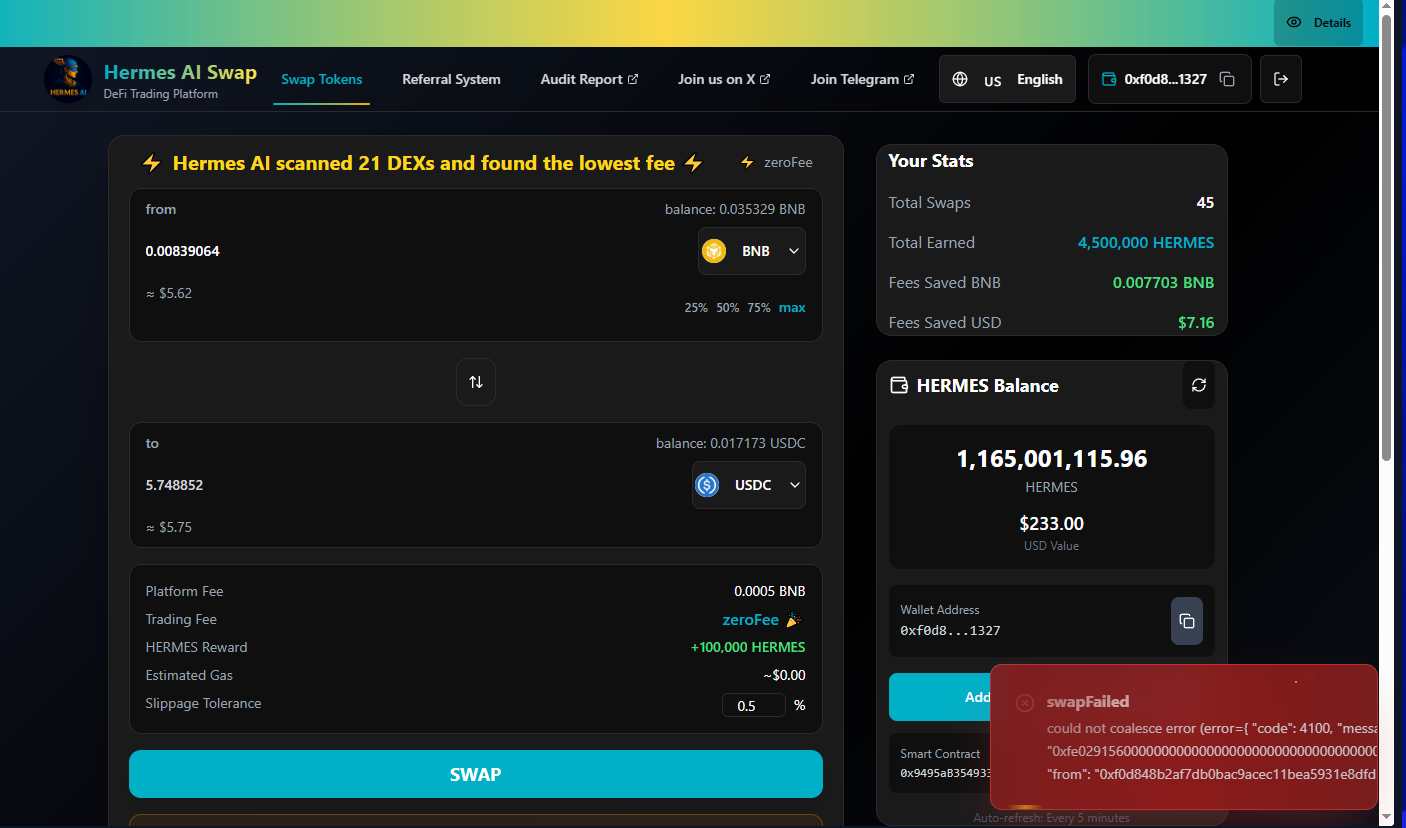 Details
Hermes AI Swap
DeFi Trading Platform
HERMES AI
Swap Tokens
Referral System
Audit Report
Join us on X
Join Telegram
US English
0xf0d8...1327
⚡ Hermes AI scanned 21 DEXs and found the lowest fee ⚡
⚡ zeroFee
from
balance: 0.035329 BNB
0.00839064
BNB
≈ $5.62
25% 50% 75% max
to
balance: 0.017173 USDC
5.748852
USDC
≈ $5.75
Platform Fee 0.0005 BNB
Trading Fee zeroFee 🎉
HERMES Reward +100,000 HERMES
Estimated Gas ~$0.00
Slippage Tolerance 0.5 %
SWAP
Your Stats
Total Swaps 45
Total Earned 4,500,000 HERMES
Fees Saved BNB 0.007703 BNB
Fees Saved USD $7.16
HERMES Balance
1,165,001,115.96
HERMES
$233.00
USD Value
Wallet Address
0xf0d8...1327
Add
Smart Contract
0x9495aB354933
Auto-refresh: Every 5 minutes
swapFailed
could not coalesce error (error={ "code": 4100, "messa
"from": "0xf0d848b2af7db0bac9acec11bea5931e8dfd